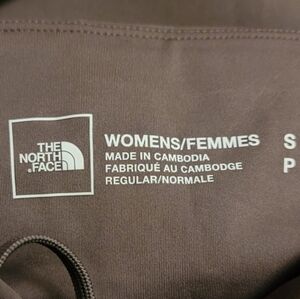 THE
NORTH
FACE
WOMENS/FEMMES
MADE IN CAMBODIA
FABRIQUÉ AU CAMBODGE
REGULAR/NORMALE
S
P